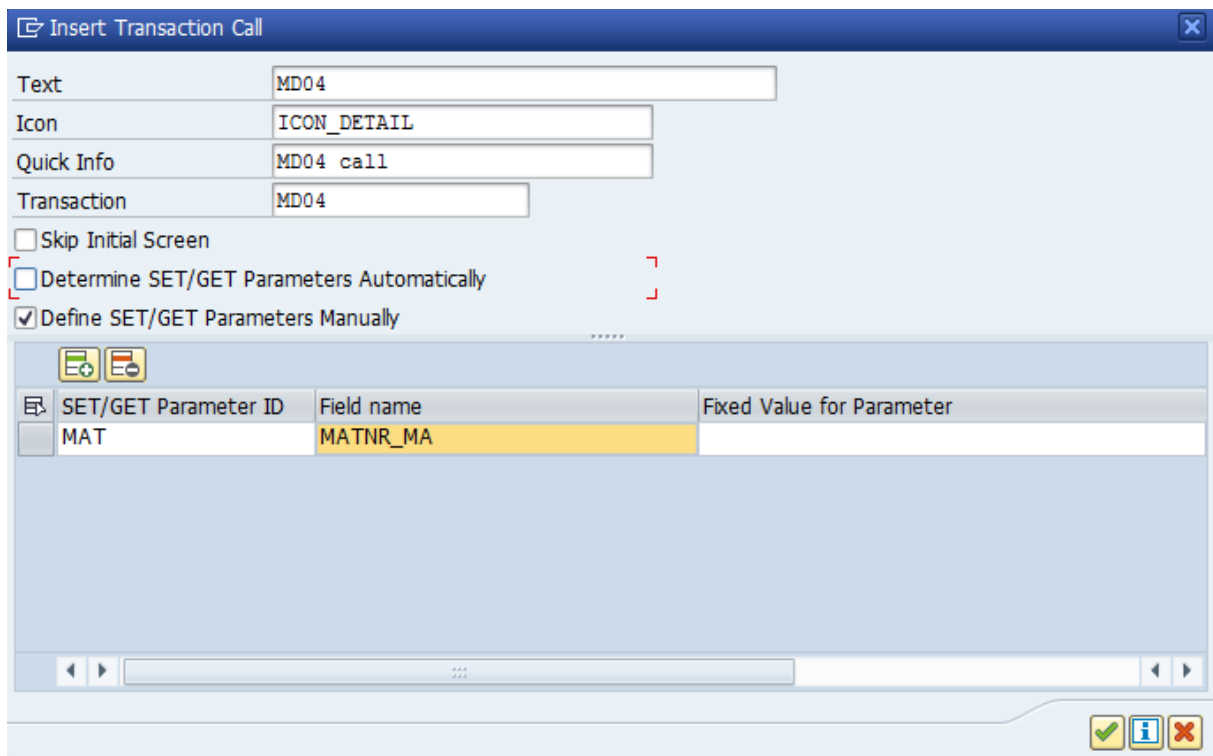 Insert Transaction Call
Text MD04
Icon ICON_DETAIL
Quick Info MD04 call
Transaction MD04
Skip Initial Screen
Determine SET/GET Parameters Automatically
Define SET/GET Parameters Manually
SET/GET Parameter ID Field name Fixed Value for Parameter
MAT MATNR_MA